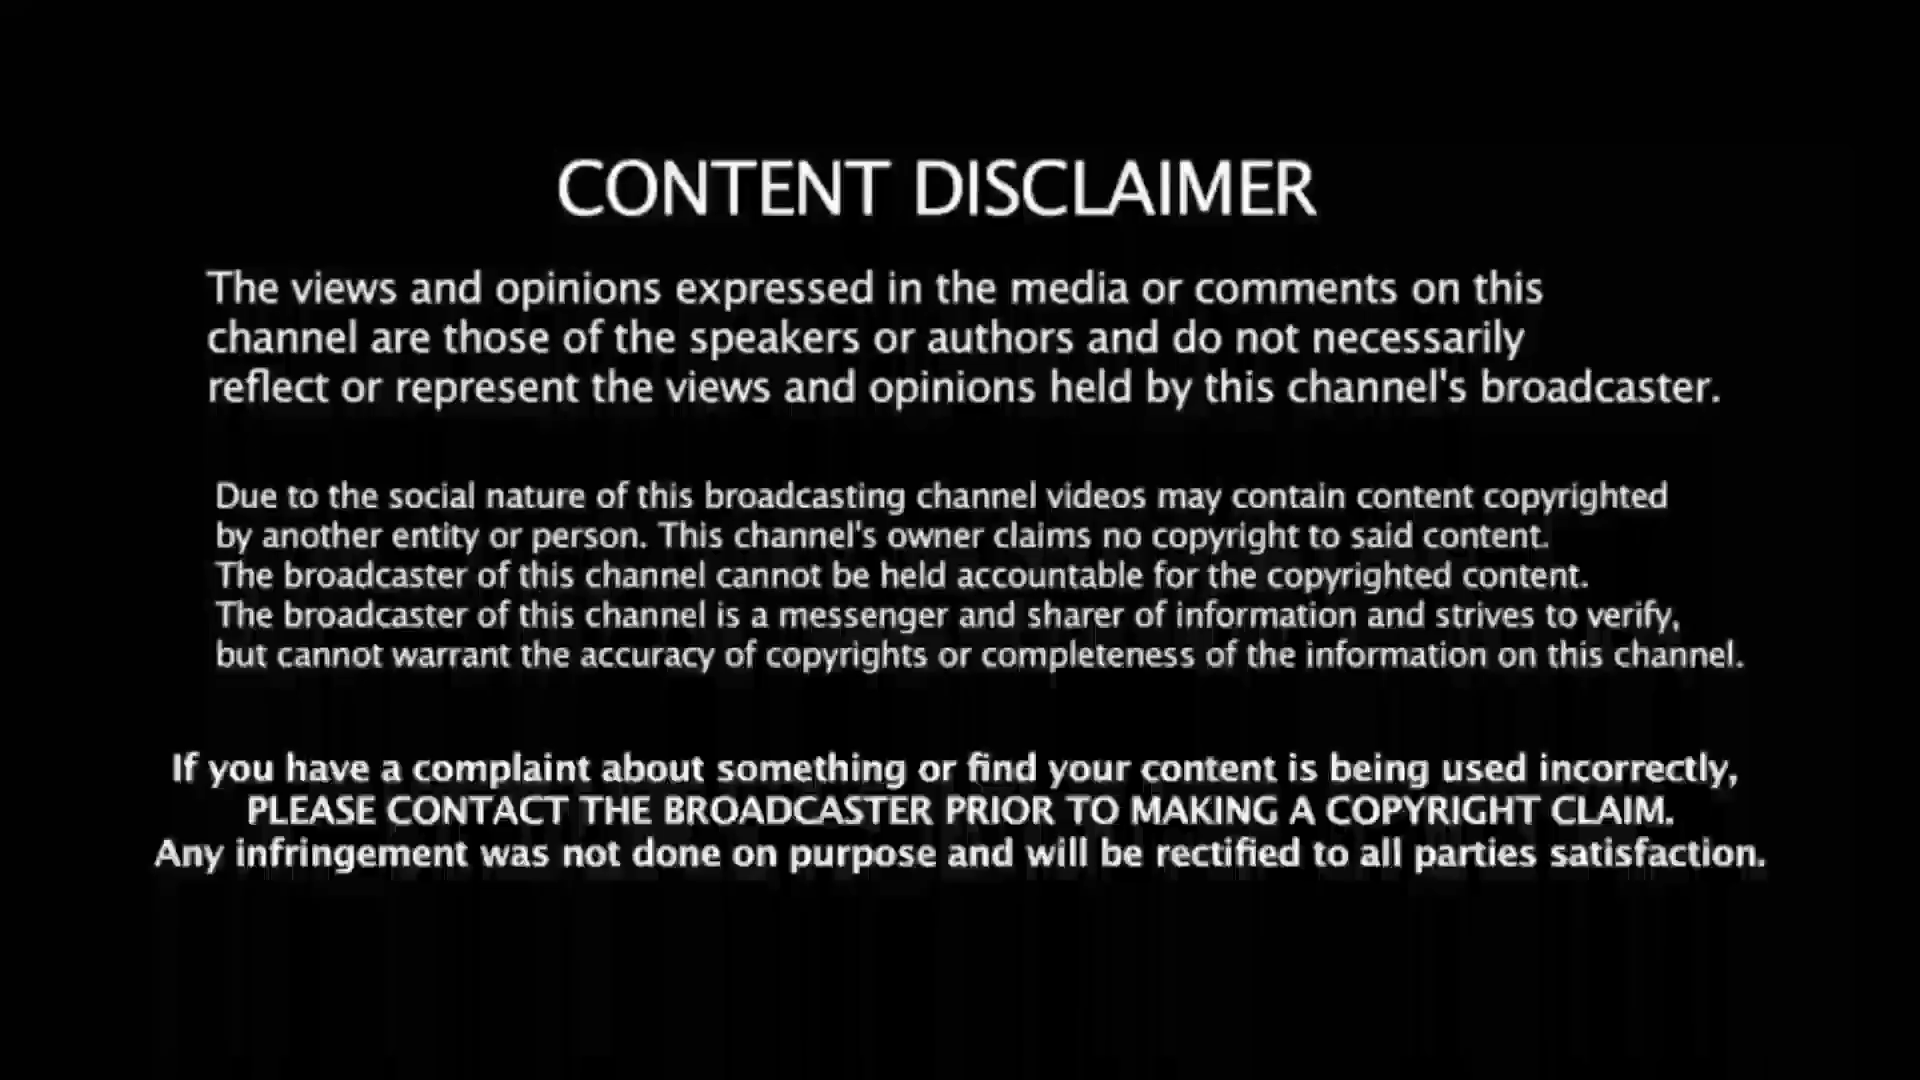 CONTENT DISCLAIMER
The views and opinions expressed in the media or comments on this
channel are those of the speakers or authors and do not necessarily
reflect or represent the views and opinions held by this channel's broadcaster.
Due to the social nature of this broadcasting channel videos may contain content copyrighted
by another entity or person. This channel's owner claims no copyright to said content.
The broadcaster of this channel cannot be held accountable for the copyrighted content.
The broadcaster of this channel is a messenger and sharer of information and strives to verify,
but cannot warrant the accuracy of copyrights or completeness of the information on this channel.
If you have a complaint about something or find your content is being used incorrectly,
PLEASE CONTACT THE BROADCASTER PRIOR TO MAKING A COPYRIGHT CLAIM.
Any infringement was not done on purpose and will be rectified to all parties satisfaction.